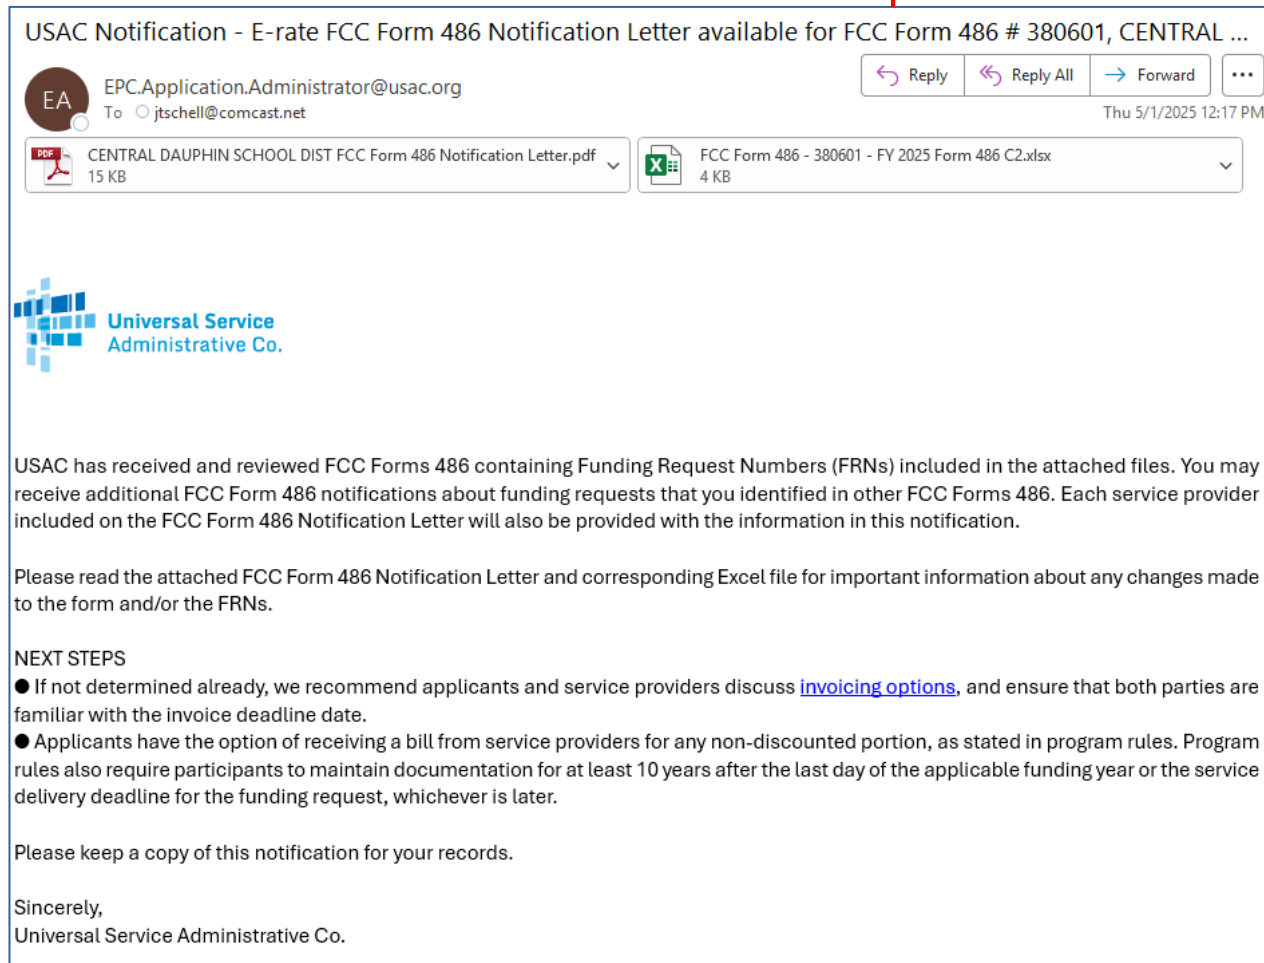 USAC Notification - E-rate FCC Form 486 Notification Letter available for FCC Form 486 # 380601, CENTRAL ...
EA
EPC.Application.Administrator@usac.org
To jtschell@comcast.net
Reply
Reply All
Forward
...
Thu 5/1/2025 12:17 PM
PDF
CENTRAL DAUPHIN SCHOOL DIST FCC Form 486 Notification Letter.pdf
15 KB
X
FCC Form 486 - 380601 - FY 2025 Form 486 C2.xlsx
4 KB
Universal Service
Administrative Co.
USAC has received and reviewed FCC Forms 486 containing Funding Request Numbers (FRNs) included in the attached files. You may
receive additional FCC Form 486 notifications about funding requests that you identified in other FCC Forms 486. Each service provider
included on the FCC Form 486 Notification Letter will also be provided with the information in this notification.
Please read the attached FCC Form 486 Notification Letter and corresponding Excel file for important information about any changes made
to the form and/or the FRNs.
NEXT STEPS
● If not determined already, we recommend applicants and service providers discuss invoicing options, and ensure that both parties are
familiar with the invoice deadline date.
● Applicants have the option of receiving a bill from service providers for any non-discounted portion, as stated in program rules. Program
rules also require participants to maintain documentation for at least 10 years after the last day of the applicable funding year or the service
delivery deadline for the funding request, whichever is later.
Please keep a copy of this notification for your records.
Sincerely,
Universal Service Administrative Co.